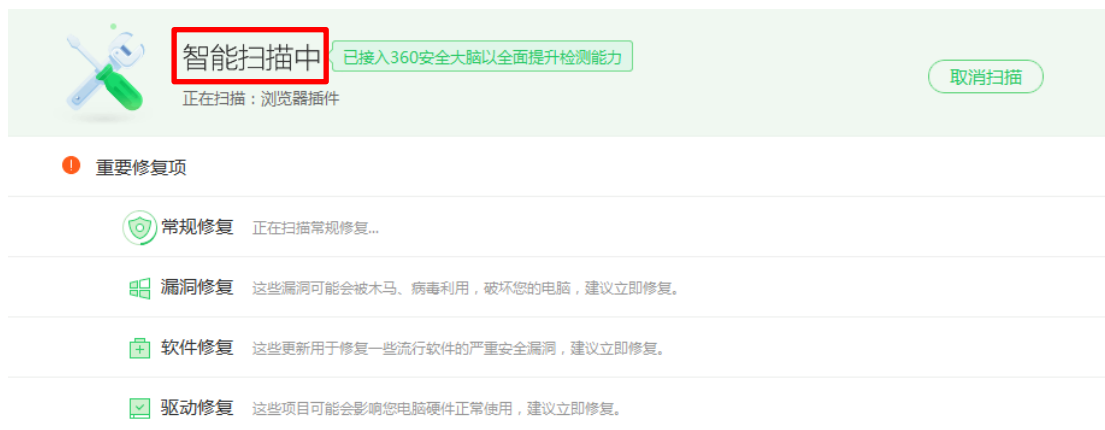 智能扫描中 已接入360安全大脑以全面提升检测能力
取消扫描
正在扫描：浏览器插件
重要修复项
常规修复 正在扫描常规修复...
漏洞修复 这些漏洞可能会被木马、病毒利用，破坏您的电脑，建议立即修复。
软件修复 这些更新用于修复一些流行软件的严重安全漏洞，建议立即修复。
驱动修复 这些项目可能会影响您电脑硬件正常使用，建议立即修复。